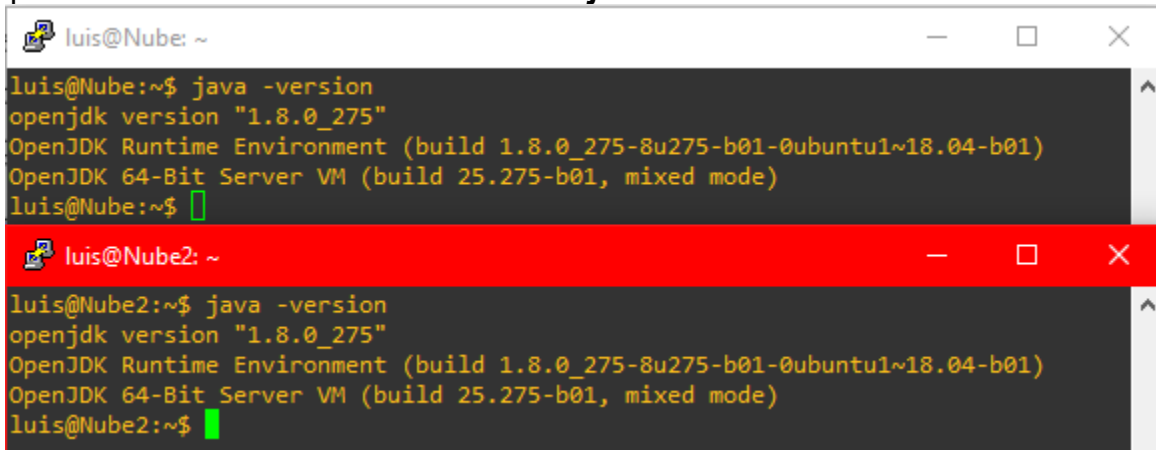 luis@Nube: ~
luis@Nube:~$ java -version
openjdk version "1.8.0_275"
OpenJDK Runtime Environment (build 1.8.0_275-8u275-b01-0ubuntu1~18.04-b01)
OpenJDK 64-Bit Server VM (build 25.275-b01, mixed mode)
luis@Nube:~$
luis@Nube2: ~
luis@Nube2:~$ java -version
openjdk version "1.8.0_275"
OpenJDK Runtime Environment (build 1.8.0_275-8u275-b01-0ubuntu1~18.04-b01)
OpenJDK 64-Bit Server VM (build 25.275-b01, mixed mode)
luis@Nube2:~$